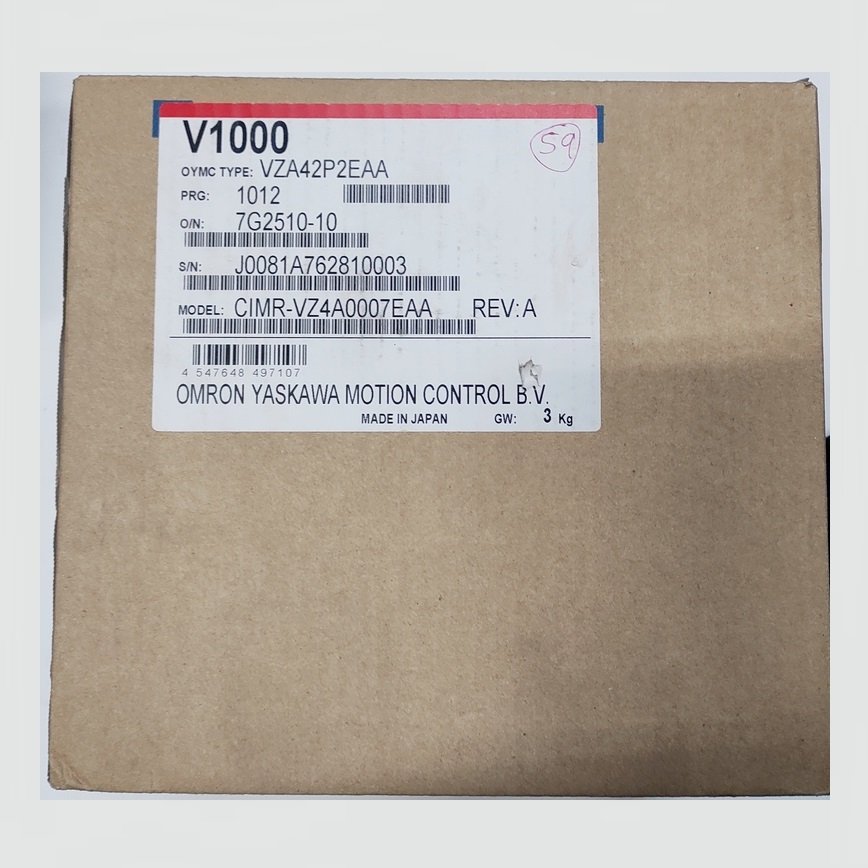 V1000
59
OYMC TYPE: VZA42P2EAA
PRG: 1012
O/N: 7G2510-10
S/N: J0081A762810003
MODEL: CIMR-VZ4A0007EAA REV:A
4 547648 497107
OMRON YASKAWA MOTION CONTROL B.V.
MADE IN JAPAN GW: 3 Kg